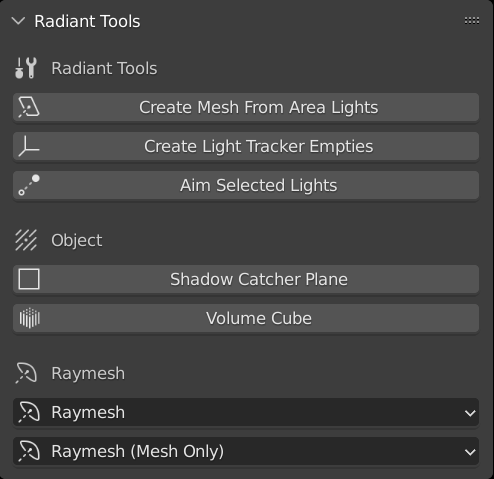 Radiant Tools
Radiant Tools
Create Mesh From Area Lights
Create Light Tracker Empties
Aim Selected Lights
Object
Shadow Catcher Plane
Volume Cube
Raymesh
Raymesh
Raymesh (Mesh Only)